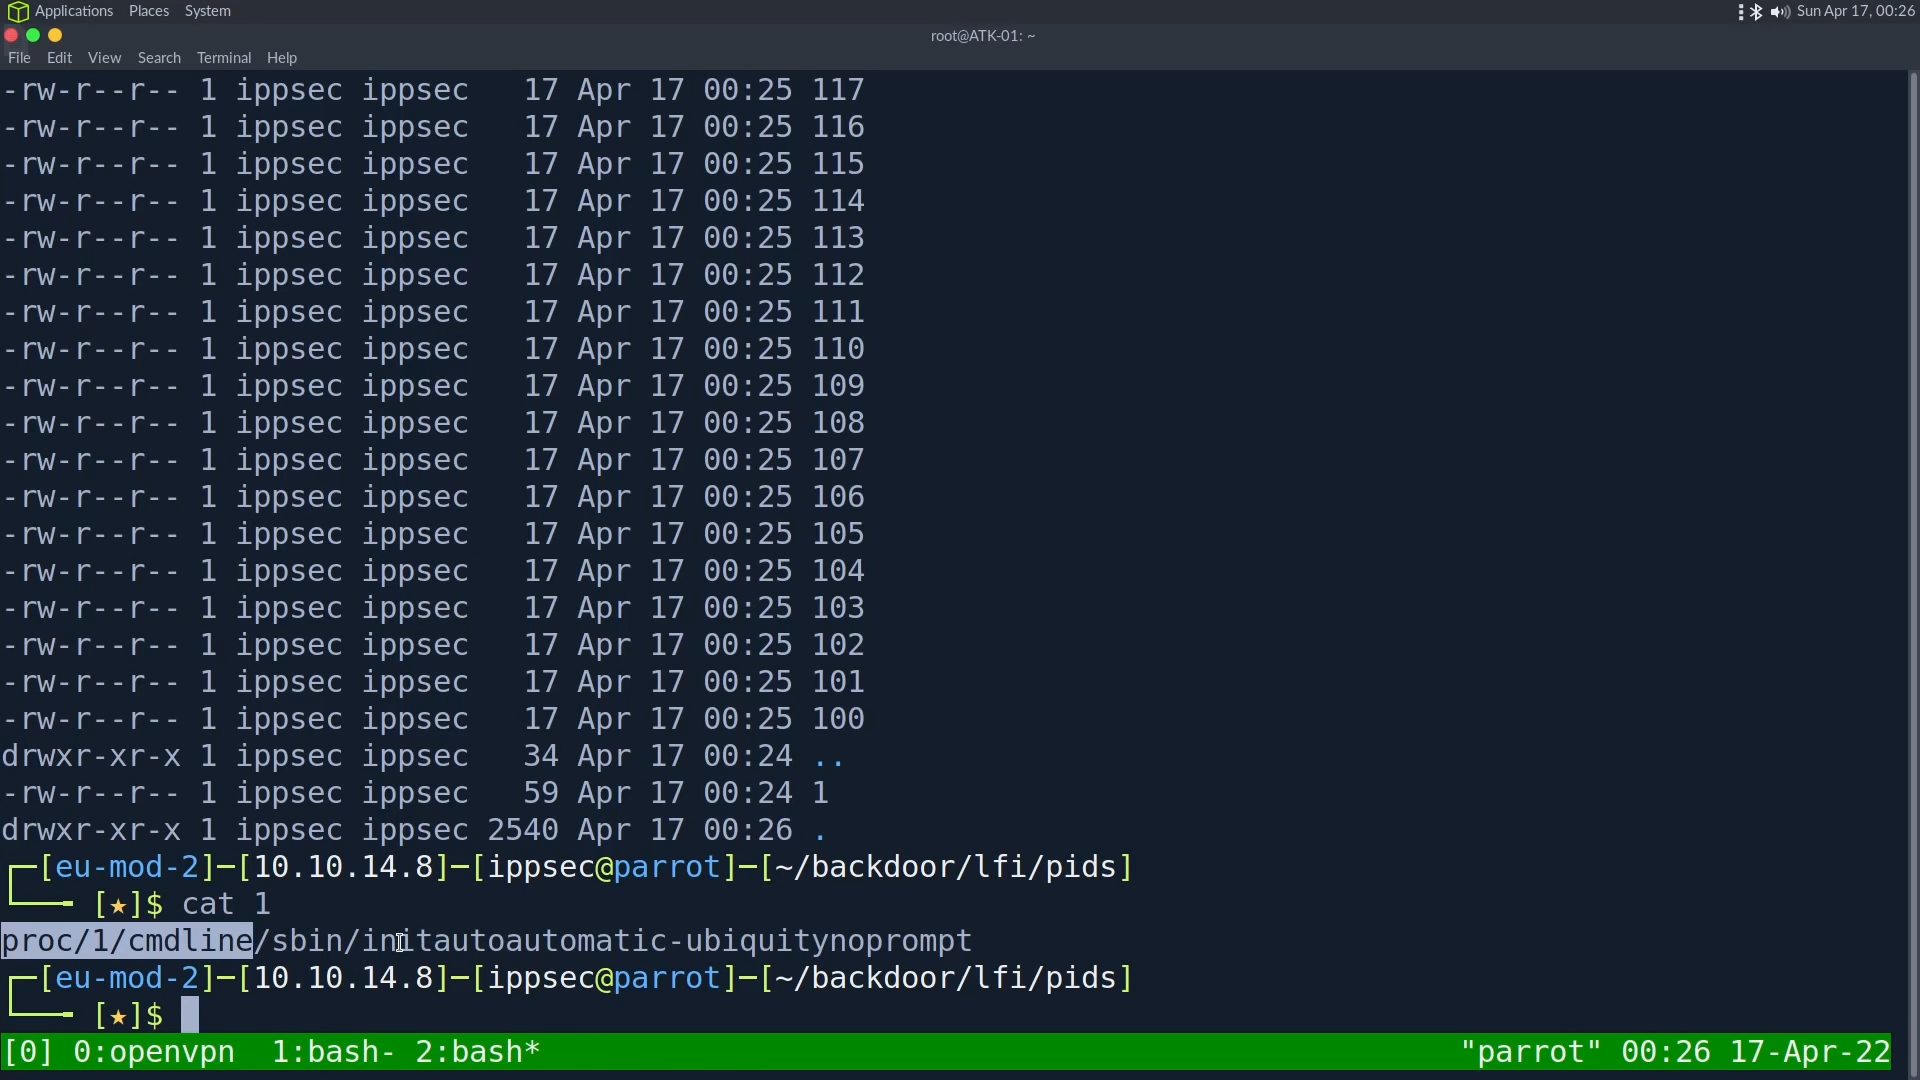 Applications Places System Sun Apr 17, 00:26
root@ATK-01: ~
File Edit View Search Terminal Help
-rw-r--r-- 1 ippsec ippsec   17 Apr 17 00:25 117
-rw-r--r-- 1 ippsec ippsec   17 Apr 17 00:25 116
-rw-r--r-- 1 ippsec ippsec   17 Apr 17 00:25 115
-rw-r--r-- 1 ippsec ippsec   17 Apr 17 00:25 114
-rw-r--r-- 1 ippsec ippsec   17 Apr 17 00:25 113
-rw-r--r-- 1 ippsec ippsec   17 Apr 17 00:25 112
-rw-r--r-- 1 ippsec ippsec   17 Apr 17 00:25 111
-rw-r--r-- 1 ippsec ippsec   17 Apr 17 00:25 110
-rw-r--r-- 1 ippsec ippsec   17 Apr 17 00:25 109
-rw-r--r-- 1 ippsec ippsec   17 Apr 17 00:25 108
-rw-r--r-- 1 ippsec ippsec   17 Apr 17 00:25 107
-rw-r--r-- 1 ippsec ippsec   17 Apr 17 00:25 106
-rw-r--r-- 1 ippsec ippsec   17 Apr 17 00:25 105
-rw-r--r-- 1 ippsec ippsec   17 Apr 17 00:25 104
-rw-r--r-- 1 ippsec ippsec   17 Apr 17 00:25 103
-rw-r--r-- 1 ippsec ippsec   17 Apr 17 00:25 102
-rw-r--r-- 1 ippsec ippsec   17 Apr 17 00:25 101
-rw-r--r-- 1 ippsec ippsec   17 Apr 17 00:25 100
drwxr-xr-x 1 ippsec ippsec   34 Apr 17 00:24 ..
-rw-r--r-- 1 ippsec ippsec   59 Apr 17 00:24 1
drwxr-xr-x 1 ippsec ippsec 2540 Apr 17 00:26 .
┌─[eu-mod-2]─[10.10.14.8]─[ippsec@parrot]─[~/backdoor/lfi/pids]
└──╼ [★]$ cat 1
proc/1/cmdline/sbin/initautoautomatic-ubiquitynoprompt
┌─[eu-mod-2]─[10.10.14.8]─[ippsec@parrot]─[~/backdoor/lfi/pids]
└──╼ [★]$
[0] 0:openvpn  1:bash- 2:bash* "parrot" 00:26 17-Apr-22